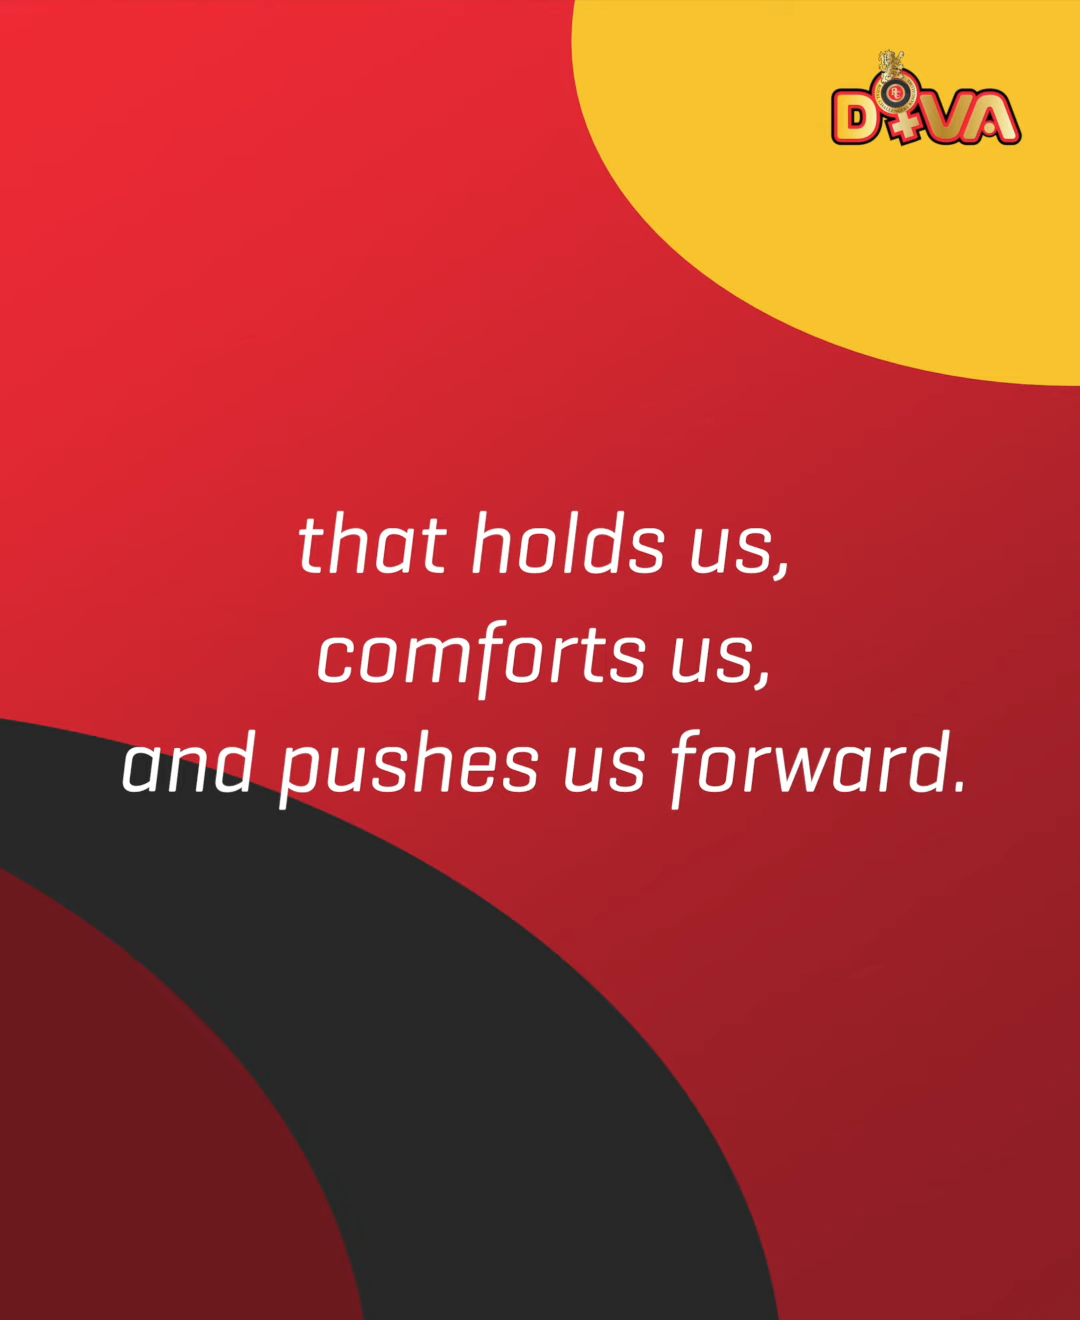 DIVA
that holds us,
comforts us,
and pushes us forward.